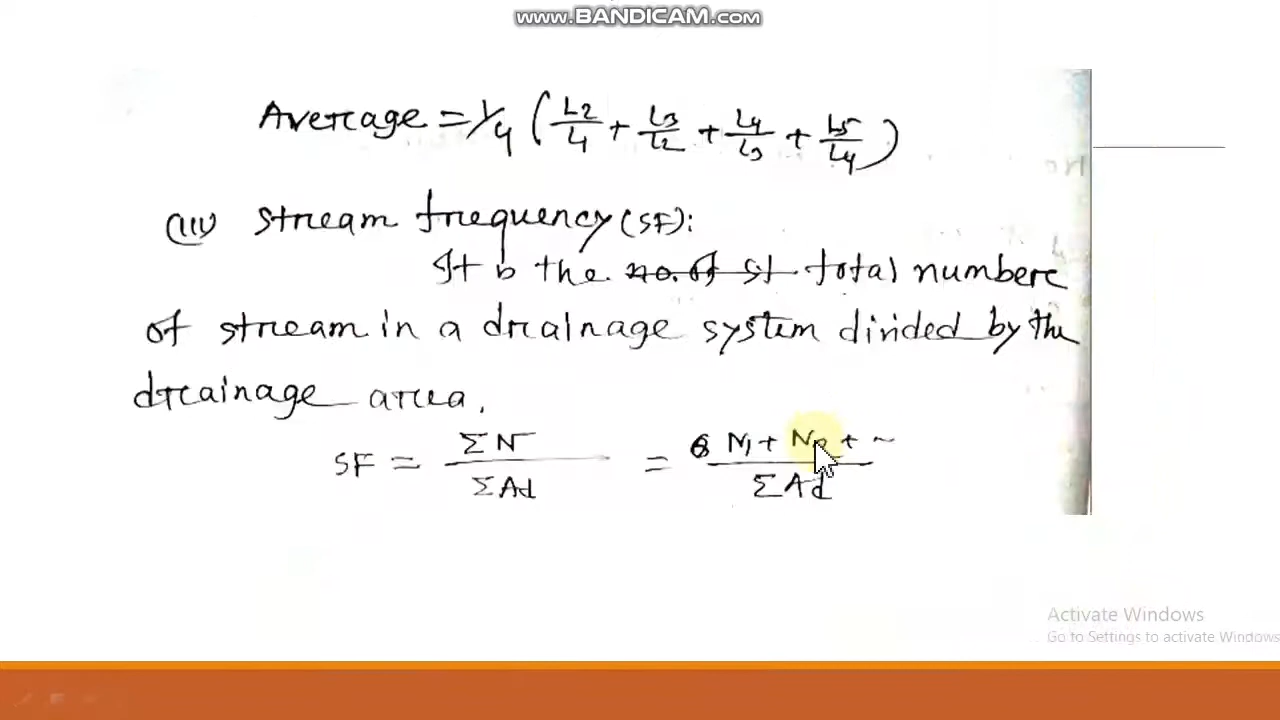 www.BANDICAM.com
Average = 1/4 ( L2/L1 + L3/L2 + L4/L3 + L5/L4 )
(III) Stream frequency (SF):
It is the no. of st total number
of stream in a drainage system divided by the
drainage area.
SF = ΣN / ΣAd = N1 + N2 + ~ / ΣAd
Activate Windows
Go to Settings to activate Windows